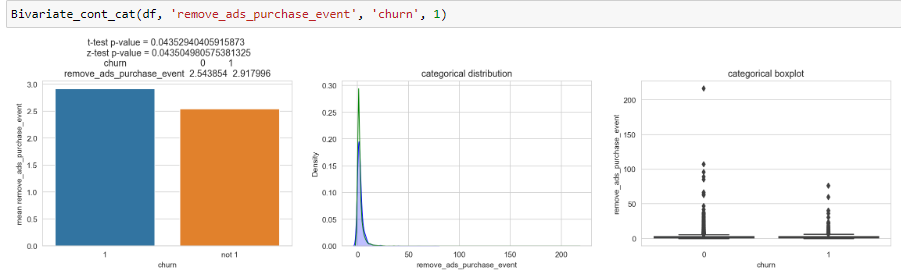 Bivariate_cont_cat(df, 'remove_ads_purchase_event', 'churn', 1)
t-test p-value = 0.04352940405915873
z-test p-value = 0.043504980575381325
churn 0 1
remove_ads_purchase_event 2.543854 2.917996
3.0
2.5
2.0
1.5
1.0
0.5
0.0
mean remove_ads_purchase_event
1 not 1
churn
categorical distribution
0.30
0.25
0.20
0.15
0.10
0.05
0.00
Density
0 50 100 150 200
remove_ads_purchase_event
categorical boxplot
200
150
100
50
0
remove_ads_purchase_event
0 1
churn